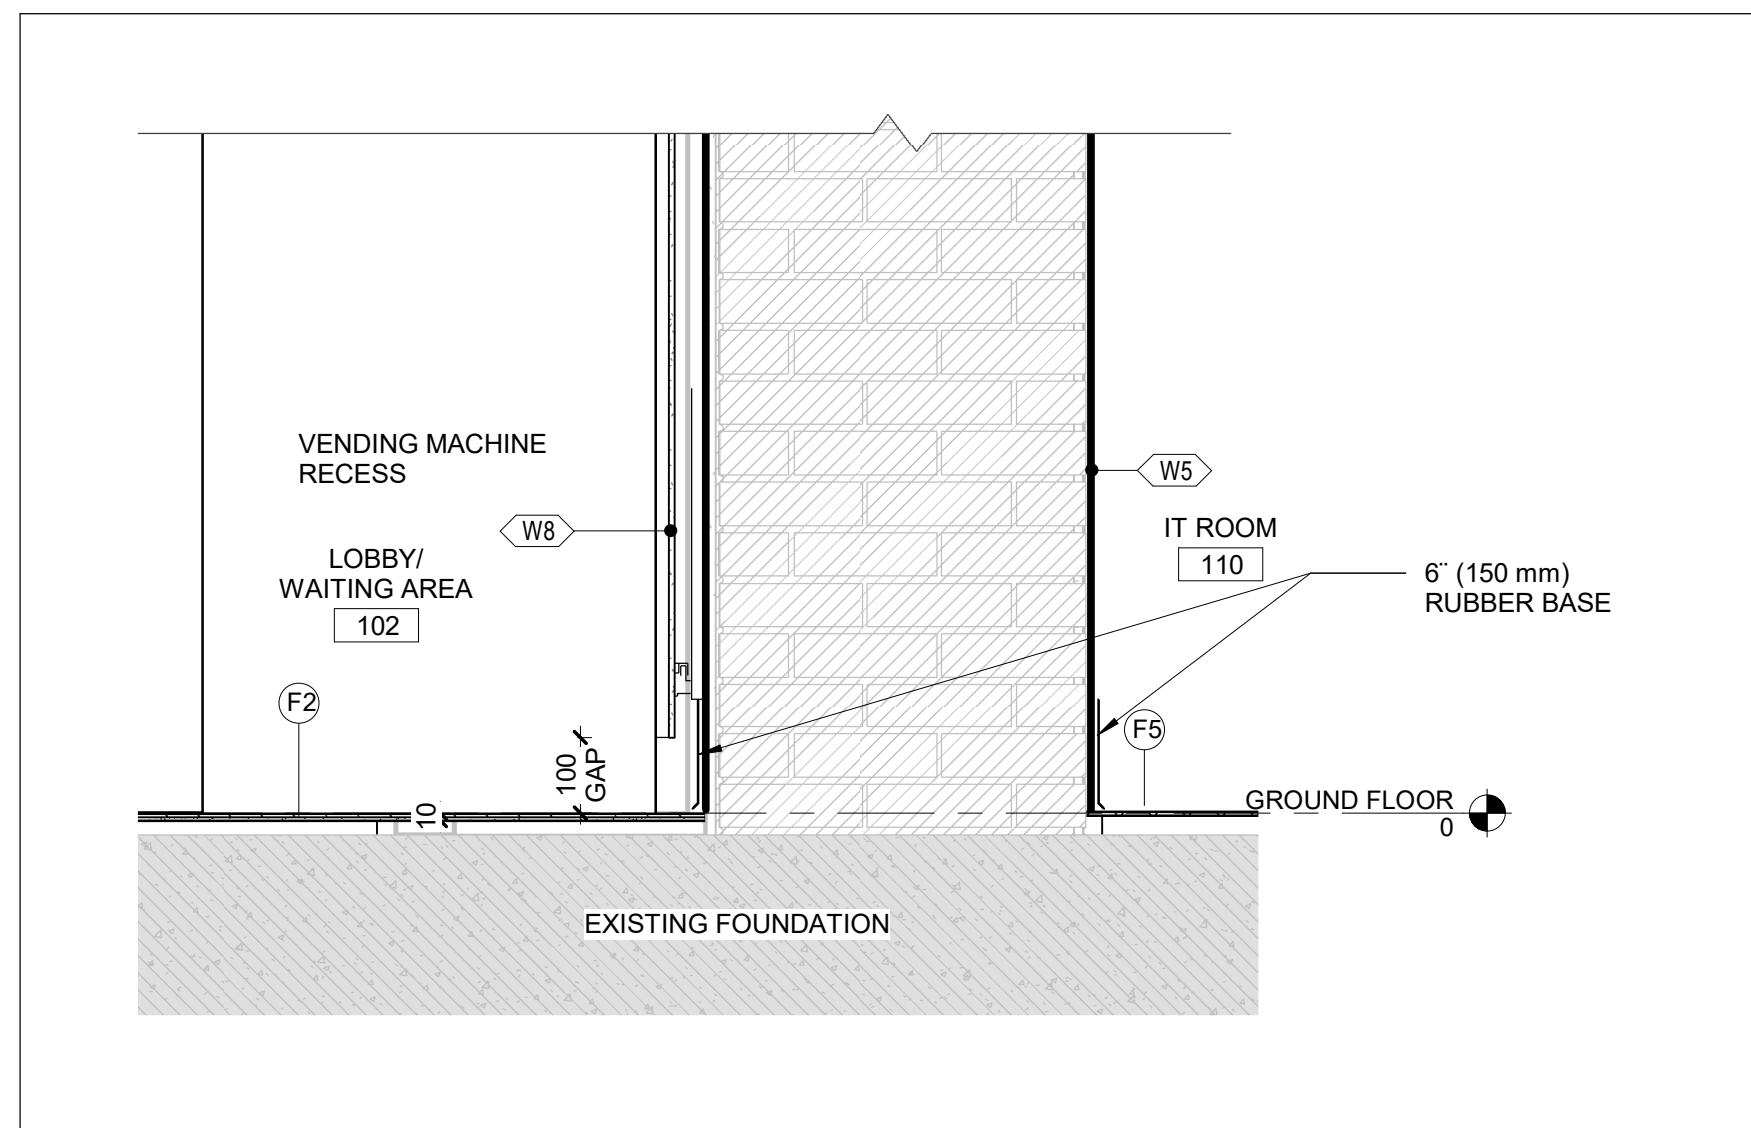 VENDING MACHINE
RECESS
W8
LOBBY/
WAITING AREA
102
F2
100
GAP
10
W5
IT ROOM
110
6¨ (150 mm)
RUBBER BASE
F5
GROUND FLOOR
0
EXISTING FOUNDATION